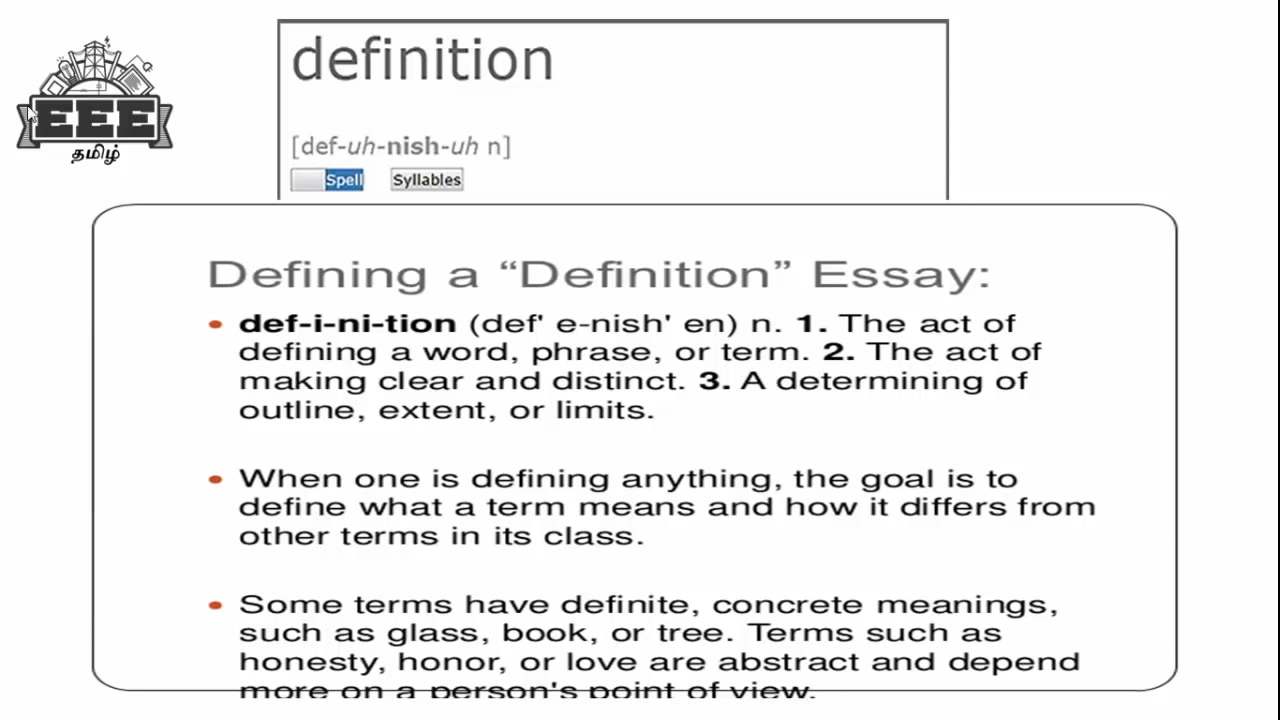 EEE
தமிழ்
definition
[def-uh-nish-uh n]
Spell Syllables
Defining a “Definition” Essay:
• def-i-ni-tion (def' e-nish' en) n. 1. The act of
defining a word, phrase, or term. 2. The act of
making clear and distinct. 3. A determining of
outline, extent, or limits.
• When one is defining anything, the goal is to
define what a term means and how it differs from
other terms in its class.
• Some terms have definite, concrete meanings,
such as glass, book, or tree. Terms such as
honesty, honor, or love are abstract and depend
more on a person's point of view.